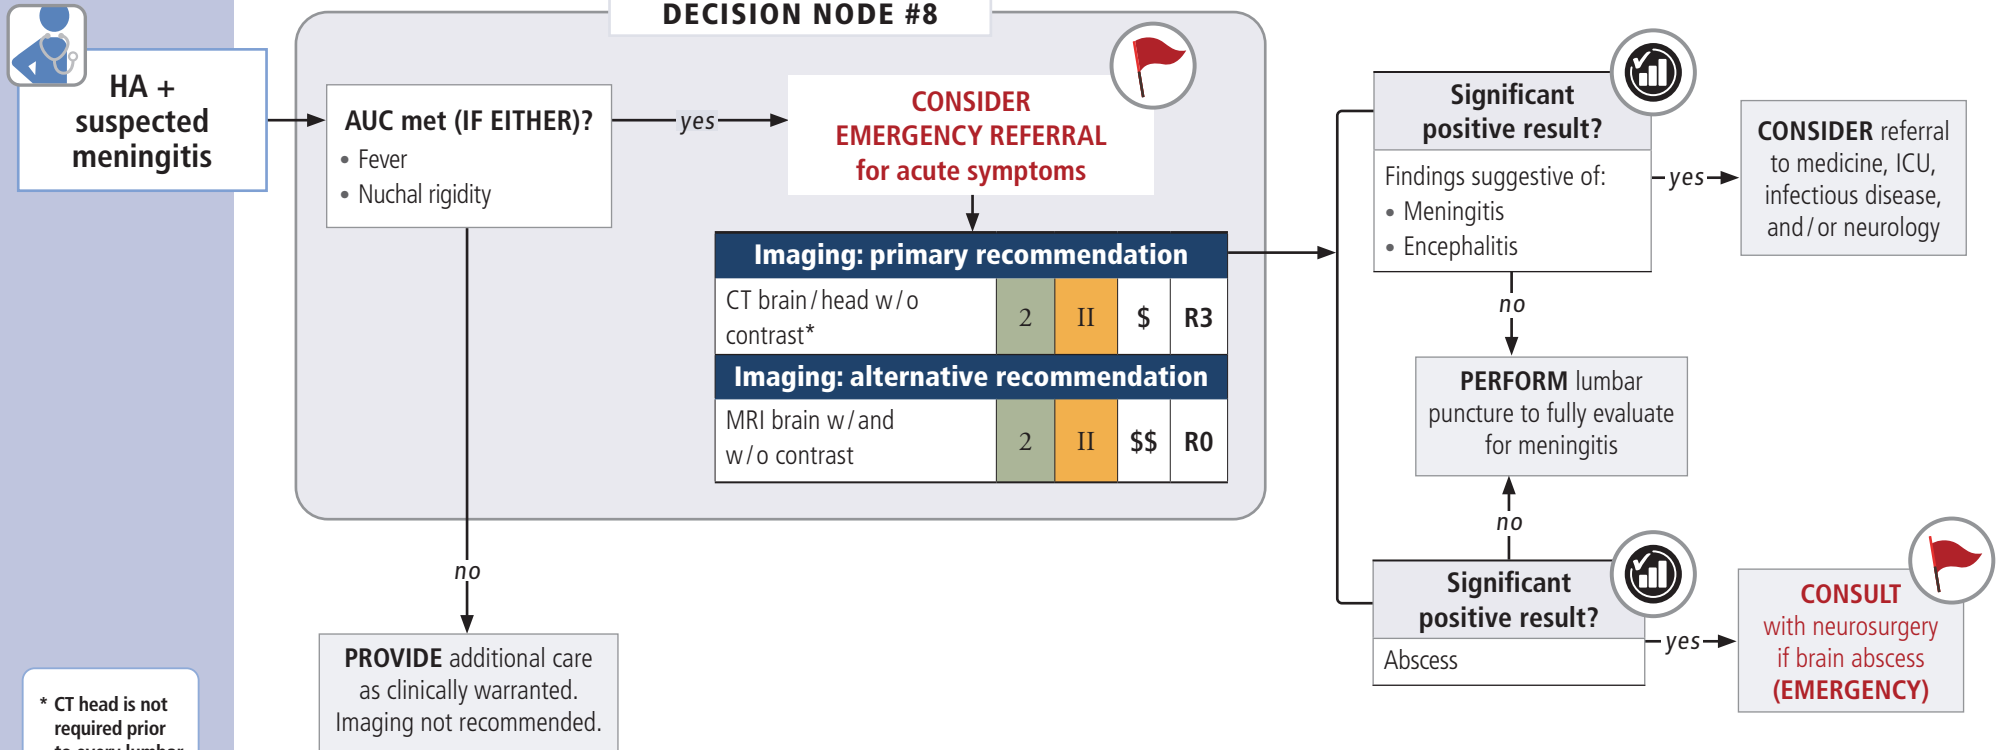 DECISION NODE #8
HA +
suspected
meningitis
AUC met (IF EITHER)?
• Fever
• Nuchal rigidity
yes
CONSIDER
EMERGENCY REFERRAL
for acute symptoms
Imaging: primary recommendation
CT brain/head w/o
contrast*
2 II $ R3
Imaging: alternative recommendation
MRI brain w/and
w/o contrast
2 II $$ R0
Significant
positive result?
Findings suggestive of:
• Meningitis
• Encephalitis
yes
CONSIDER referral
to medicine, ICU,
infectious disease,
and/or neurology
no
PERFORM lumbar
puncture to fully evaluate
for meningitis
no
Significant
positive result?
Abscess
yes
CONSULT
with neurosurgery
if brain abscess
(EMERGENCY)
no
PROVIDE additional care
as clinically warranted.
Imaging not recommended.
* CT head is not
required prior
to every lumbar